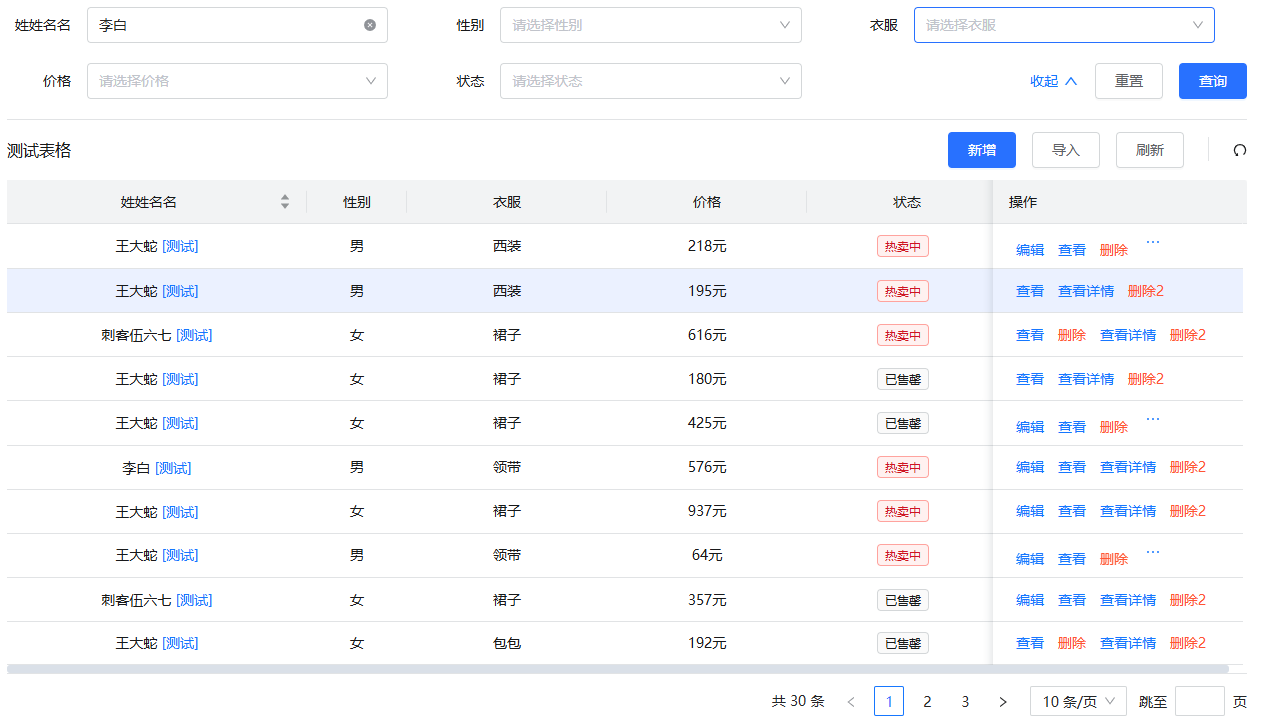 姓姓名名 李白 性别 请选择性别 衣服 请选择衣服
价格 请选择价格 状态 请选择状态 收起 重置 查询
测试表格 新增 导入 刷新
姓姓名名 性别 衣服 价格 状态 操作
王大蛇 [测试] 男 西装 218元 热卖中 编辑 查看 删除 ...
王大蛇 [测试] 男 西装 195元 热卖中 查看 查看详情 删除2
刺客伍六七 [测试] 女 裙子 616元 热卖中 查看 删除 查看详情 删除2
王大蛇 [测试] 女 裙子 180元 已售罄 查看 查看详情 删除2
王大蛇 [测试] 女 裙子 425元 已售罄 编辑 查看 删除 ...
李白 [测试] 男 领带 576元 热卖中 编辑 查看 查看详情 删除2
王大蛇 [测试] 女 裙子 937元 热卖中 编辑 查看 查看详情 删除2
王大蛇 [测试] 男 领带 64元 热卖中 编辑 查看 删除 ...
刺客伍六七 [测试] 女 裙子 357元 已售罄 编辑 查看 查看详情 删除2
王大蛇 [测试] 女 包包 192元 已售罄 查看 删除 查看详情 删除2
共 30 条 < 1 2 3 > 10 条/页 跳至 页